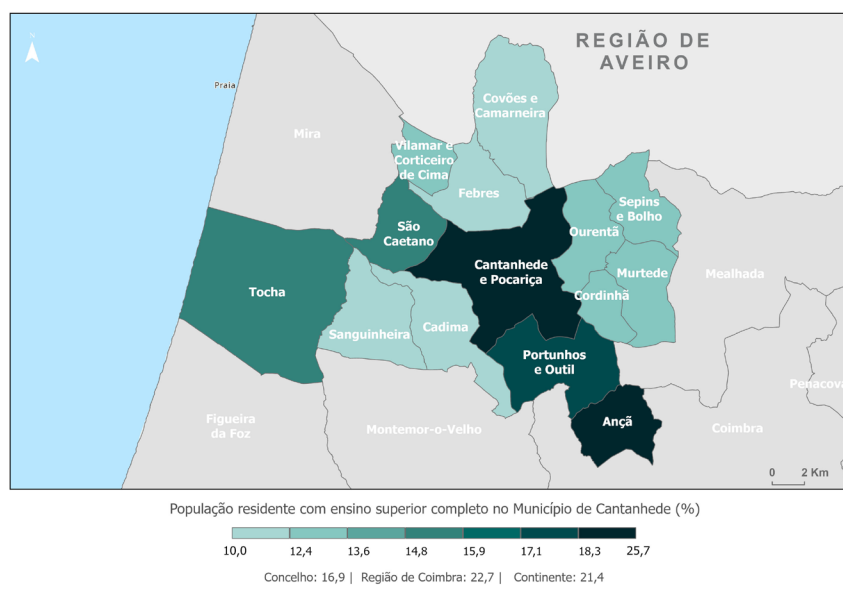 REGIÃO DE
AVEIRO
N
Praia
Covões e
Camarneira
Mira
Vilamar e
Corticeiro
de Cima
Febres
Sepins
e Bolho
São
Caetano
Ourentã
Cantanhede
e Pocariça
Murtede
Mealhada
Tocha
Cordinhã
Sanguinheira
Cadima
Portunhos
e Outil
Penacova
Figueira
da Foz
Montemor-o-Velho
Ançã
Coimbra
0 2 Km
População residente com ensino superior completo no Município de Cantanhede (%)
10,0 12,4 13,6 14,8 15,9 17,1 18,3 25,7
Concelho: 16,9 | Região de Coimbra: 22,7 | Continente: 21,4